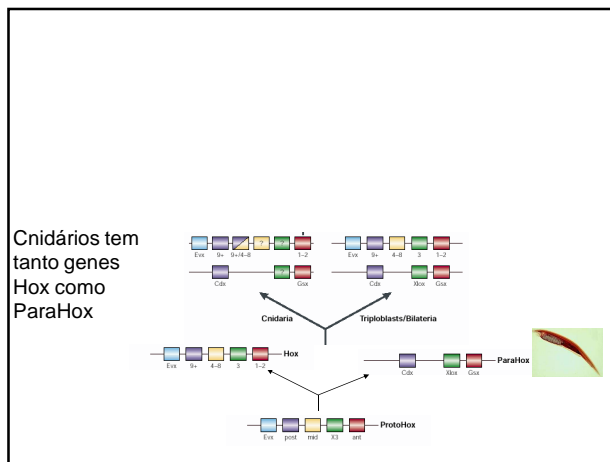 Cnidários tem
tanto genes
Hox como
ParaHox
? ?
Evx 9+ 9+/4–8 1–2
Evx 9+ 4–8 3 1–2
?
Cdx Gsx
Cdx Xlox Gsx
Cnidaria Triploblasts/Bilateria
Hox
Evx 9+ 4–8 3 1–2
ParaHox
Cdx Xlox Gsx
ProtoHox
Evx post mid X3 ant